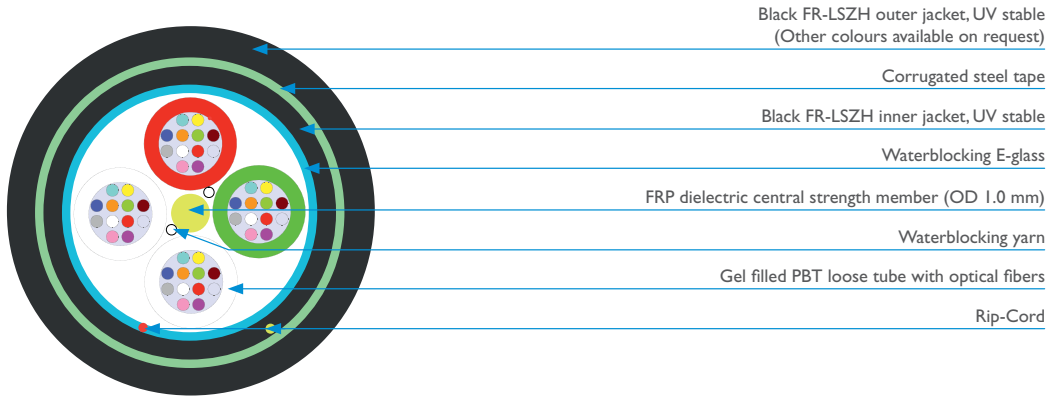 Black FR-LSZH outer jacket, UV stable
(Other colours available on request)
Corrugated steel tape
Black FR-LSZH inner jacket, UV stable
Waterblocking E-glass
FRP dielectric central strength member (OD 1.0 mm)
Waterblocking yarn
Gel filled PBT loose tube with optical fibers
Rip-Cord